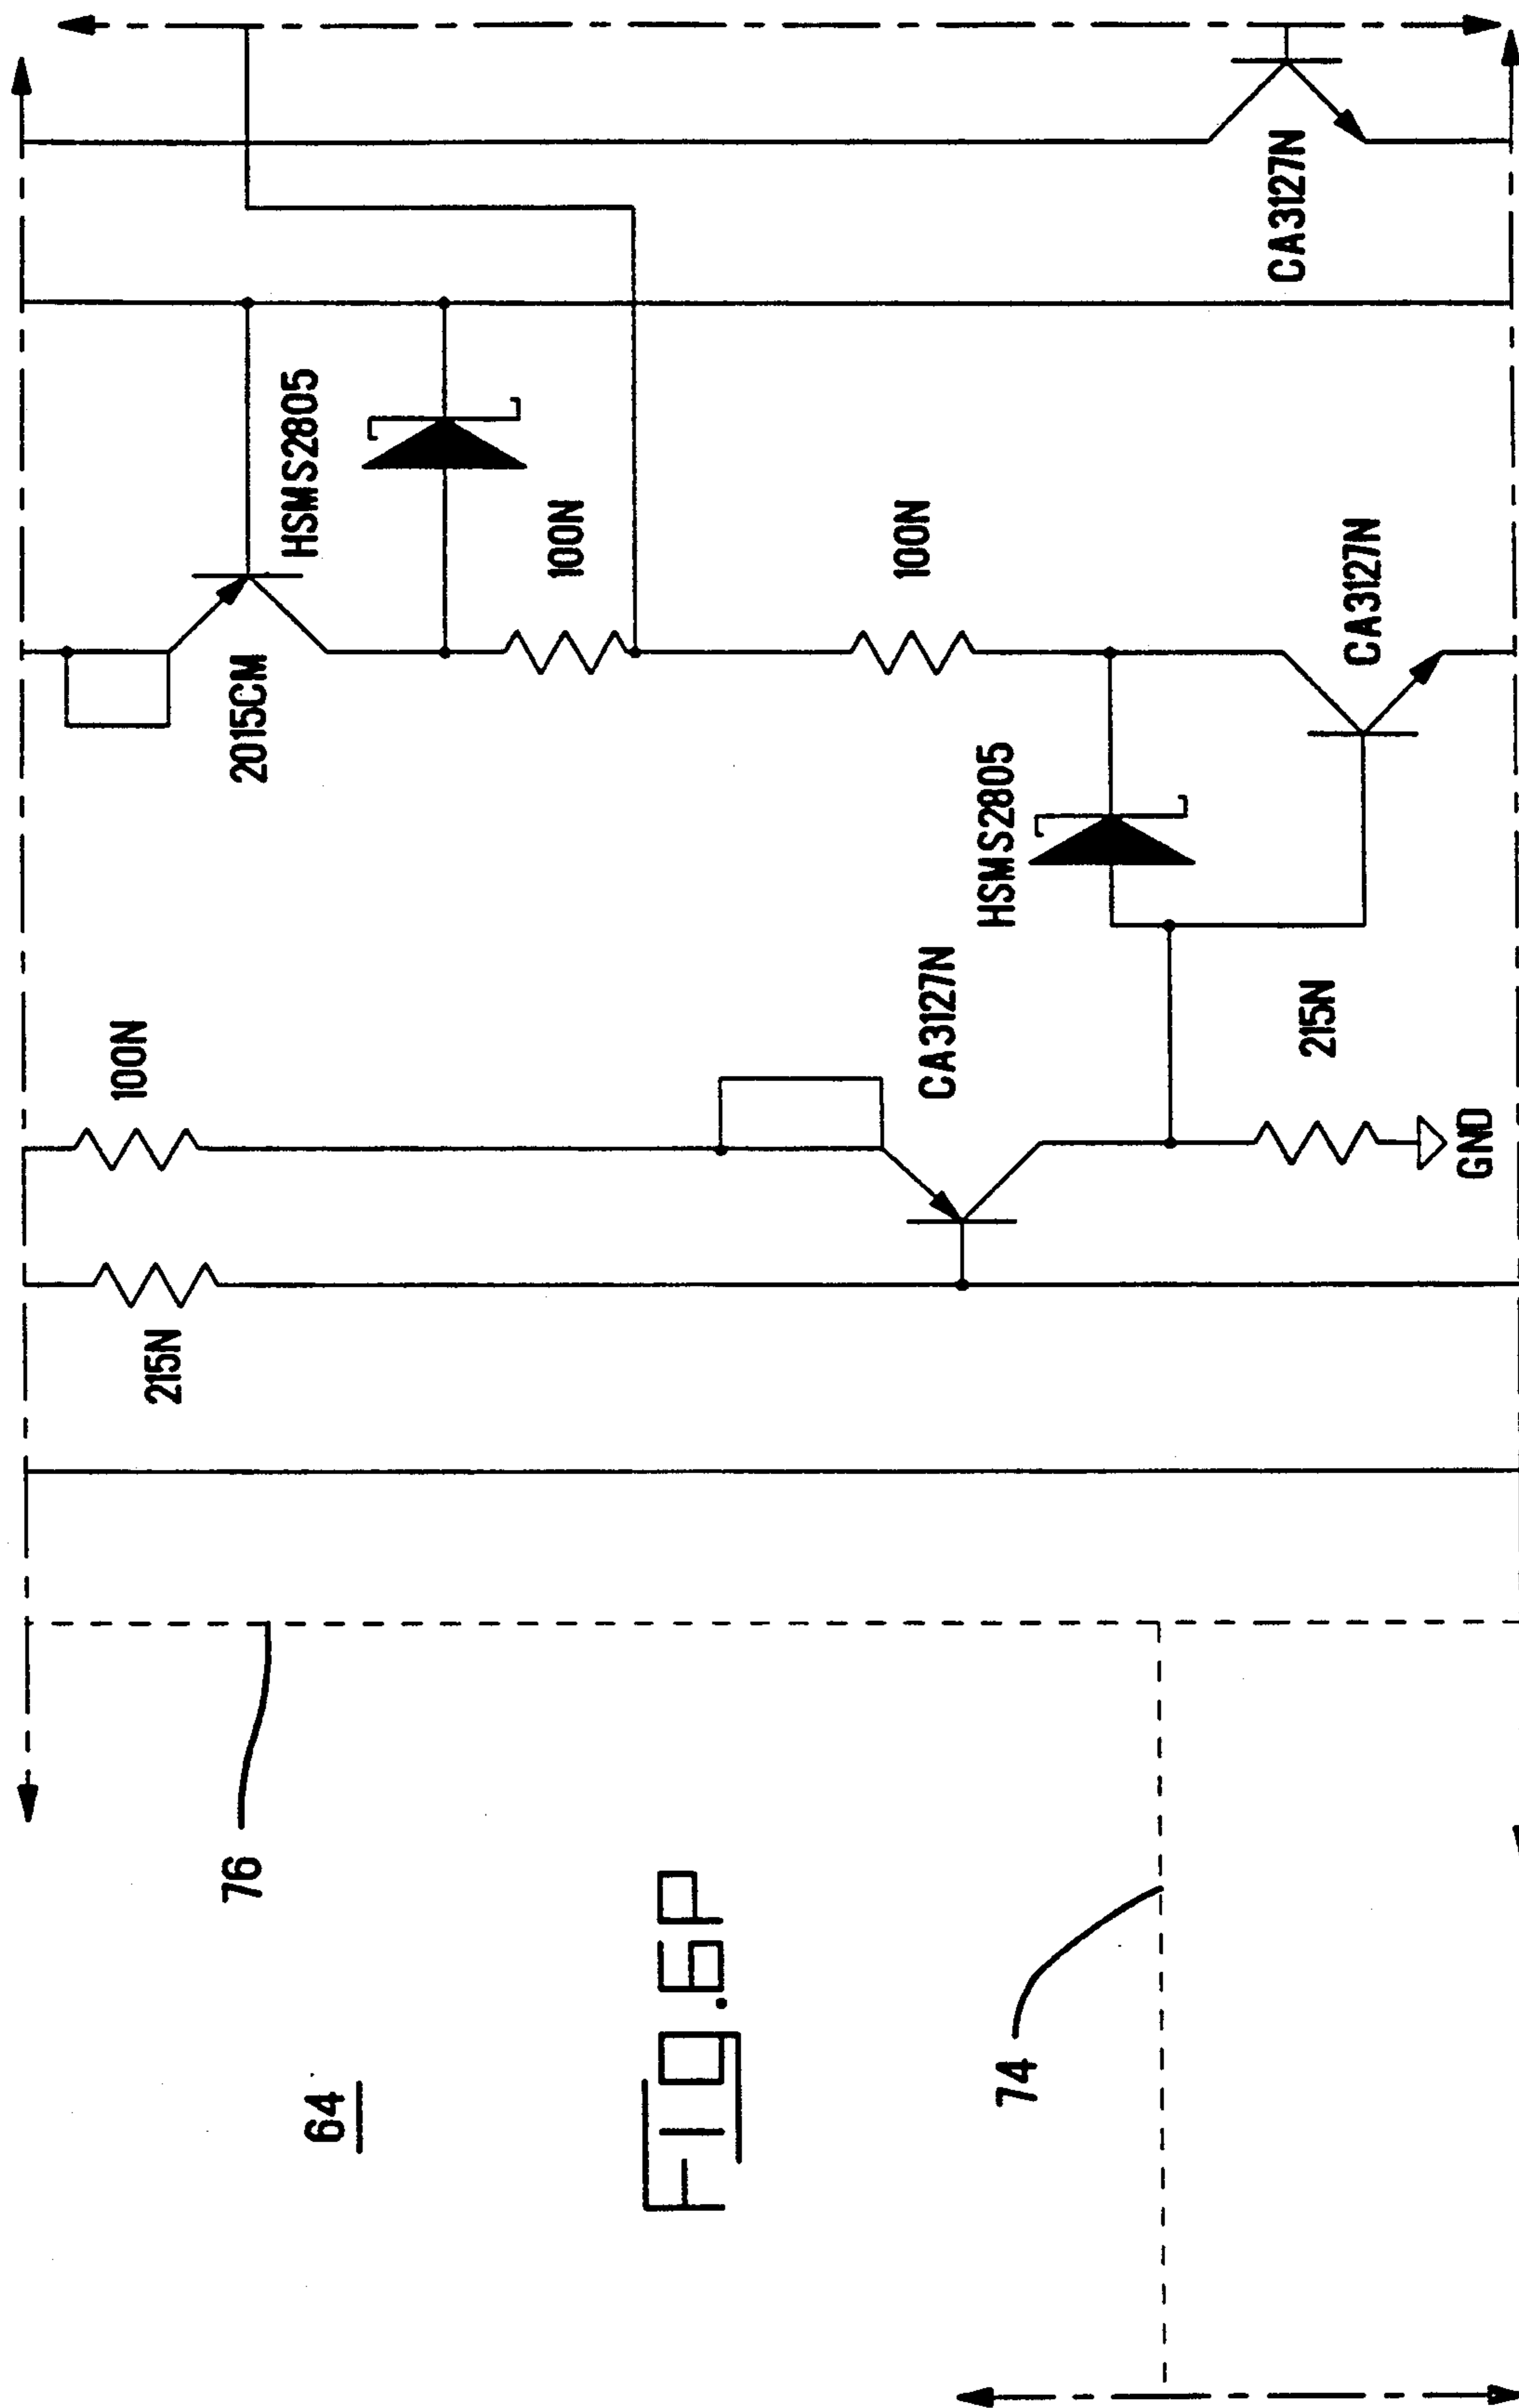 CA3127N
HSMS2805
100N
100N
CA3127N
2015CM
HSMS2805
CA3127N
100N
215N
GND
215N
76
74
64
FIG.6P